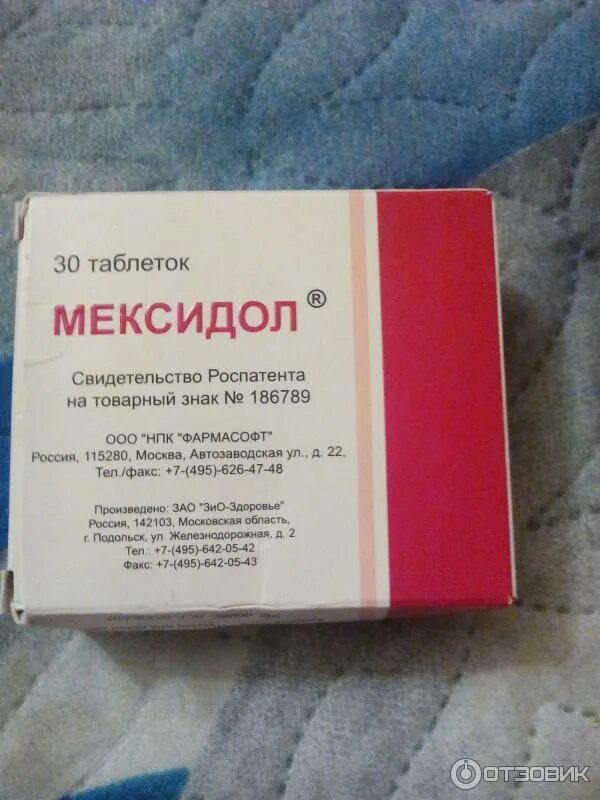 30 таблеток
МЕКСИДОЛ ®
Свидетельство Роспатента
на товарный знак № 186789
ООО "НПК "ФАРМАСОФТ"
Россия, 115280, Москва, Автозаводская ул., д. 22,
Тел./факс: +7-(495)-626-47-48
Произведено: ЗАО "ЗиО-Здоровье"
Россия, 142103, Московская область,
г. Подольск, ул. Железнодорожная, д. 2
Тел.: +7-(495)-642-05-42
Факс: +7-(495)-642-05-43
ОТЗОВИК